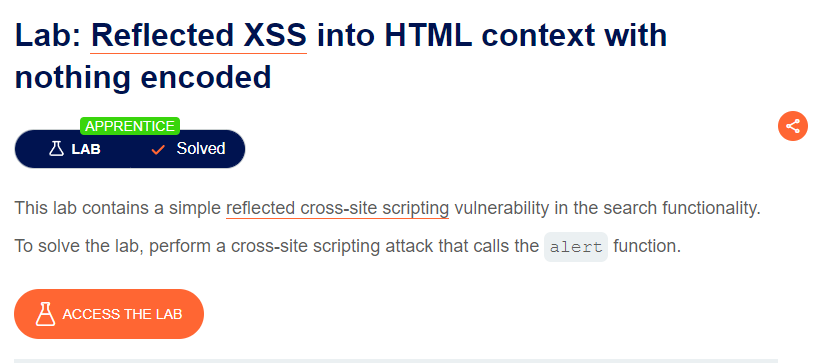 Lab: Reflected XSS into HTML context with
nothing encoded
APPRENTICE
LAB Solved
This lab contains a simple reflected cross-site scripting vulnerability in the search functionality.
To solve the lab, perform a cross-site scripting attack that calls the alert function.
ACCESS THE LAB